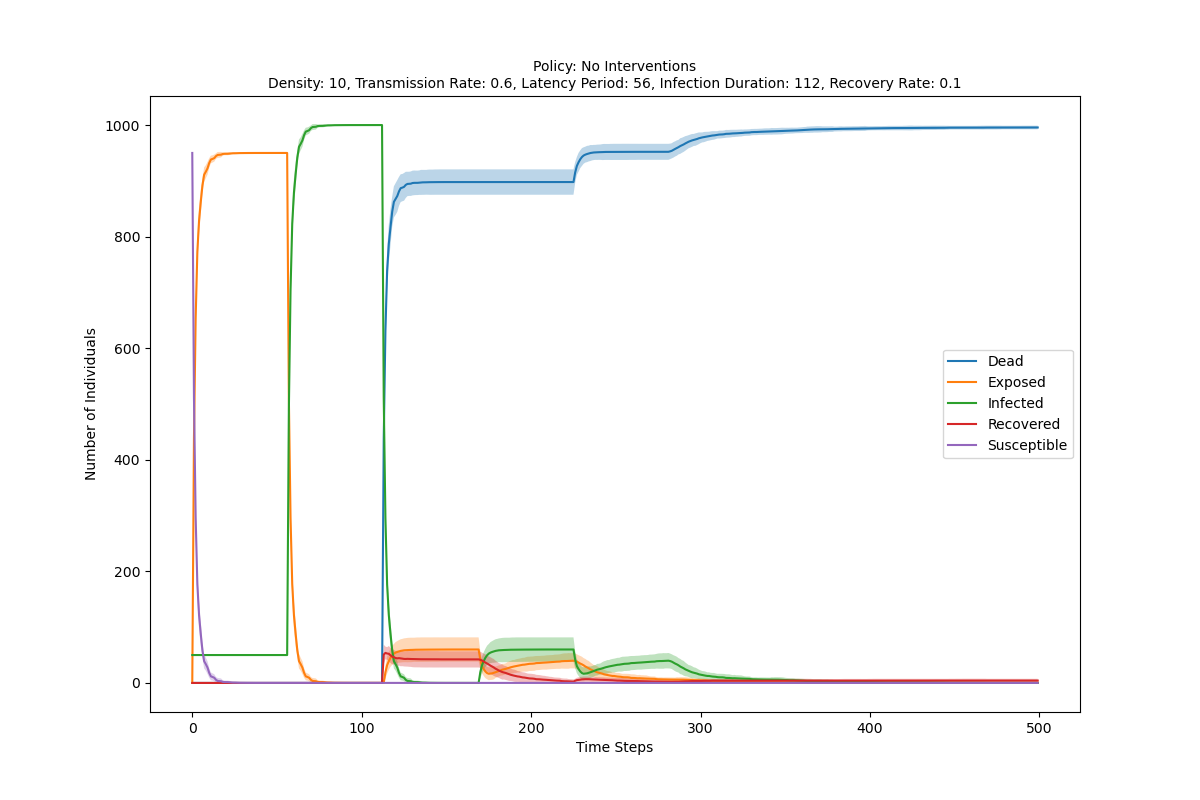 Policy: No Interventions
Density: 10, Transmission Rate: 0.6, Latency Period: 56, Infection Duration: 112, Recovery Rate: 0.1
1000
800
600
400
200
0
Number of Individuals
Dead
Exposed
Infected
Recovered
Susceptible
0 100 200 300 400 500
Time Steps